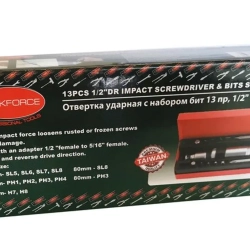 13PCS 1/2"DR IMPACT SCREWDRIVER & BITS S
Отвертка ударная с набором бит 13 пр, 1/2"
KFORCE
TOOLS
mpact force loosens rusted or frozen screws
damage.
h an adapter 1/2 "female to 5/16" female.
and reverse drive direction.
- SL5, SL6, SL7, SL8 80mm - SL8
- PH1, PH2, PH3, PH4 80mm - PH3
- H7, H8
TAIWAN